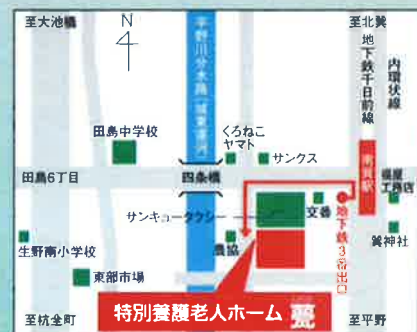 至大池橋
N
至北巽
平野川分水路(城東運河)
地下鉄千日前線
内環状線
田島中学校
くろねこ
ヤマト
サンクス
南巽駅
田島6丁目
四条橋
工務店
サンキュータクシー
交番
地下鉄3番出口
巽神社
生野南小学校
農協
東部市場
特別養護老人ホーム
至杭全町
至平野